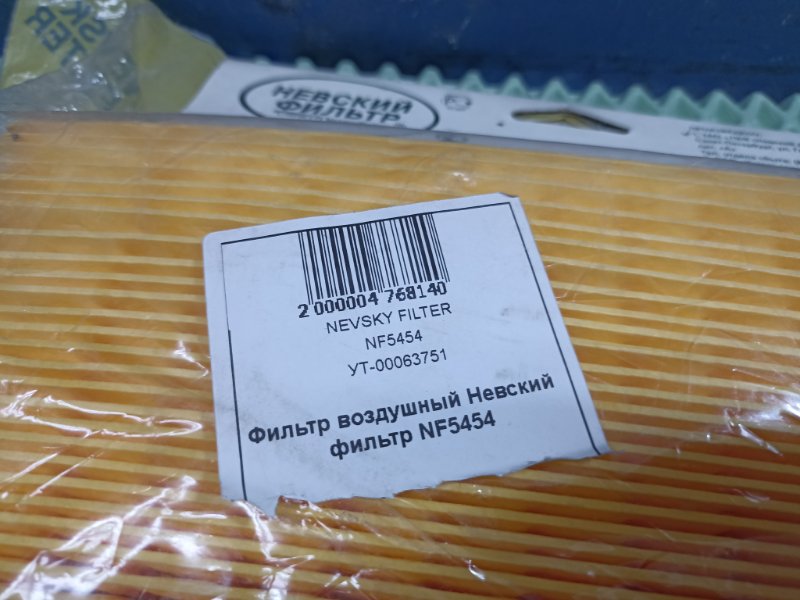 НЕВСКИЙ
ФИЛЬТР
2 000004 768140
NEVSKY FILTER
NF5454
УТ-00063751
Фильтр воздушный Невский
фильтр NF5454